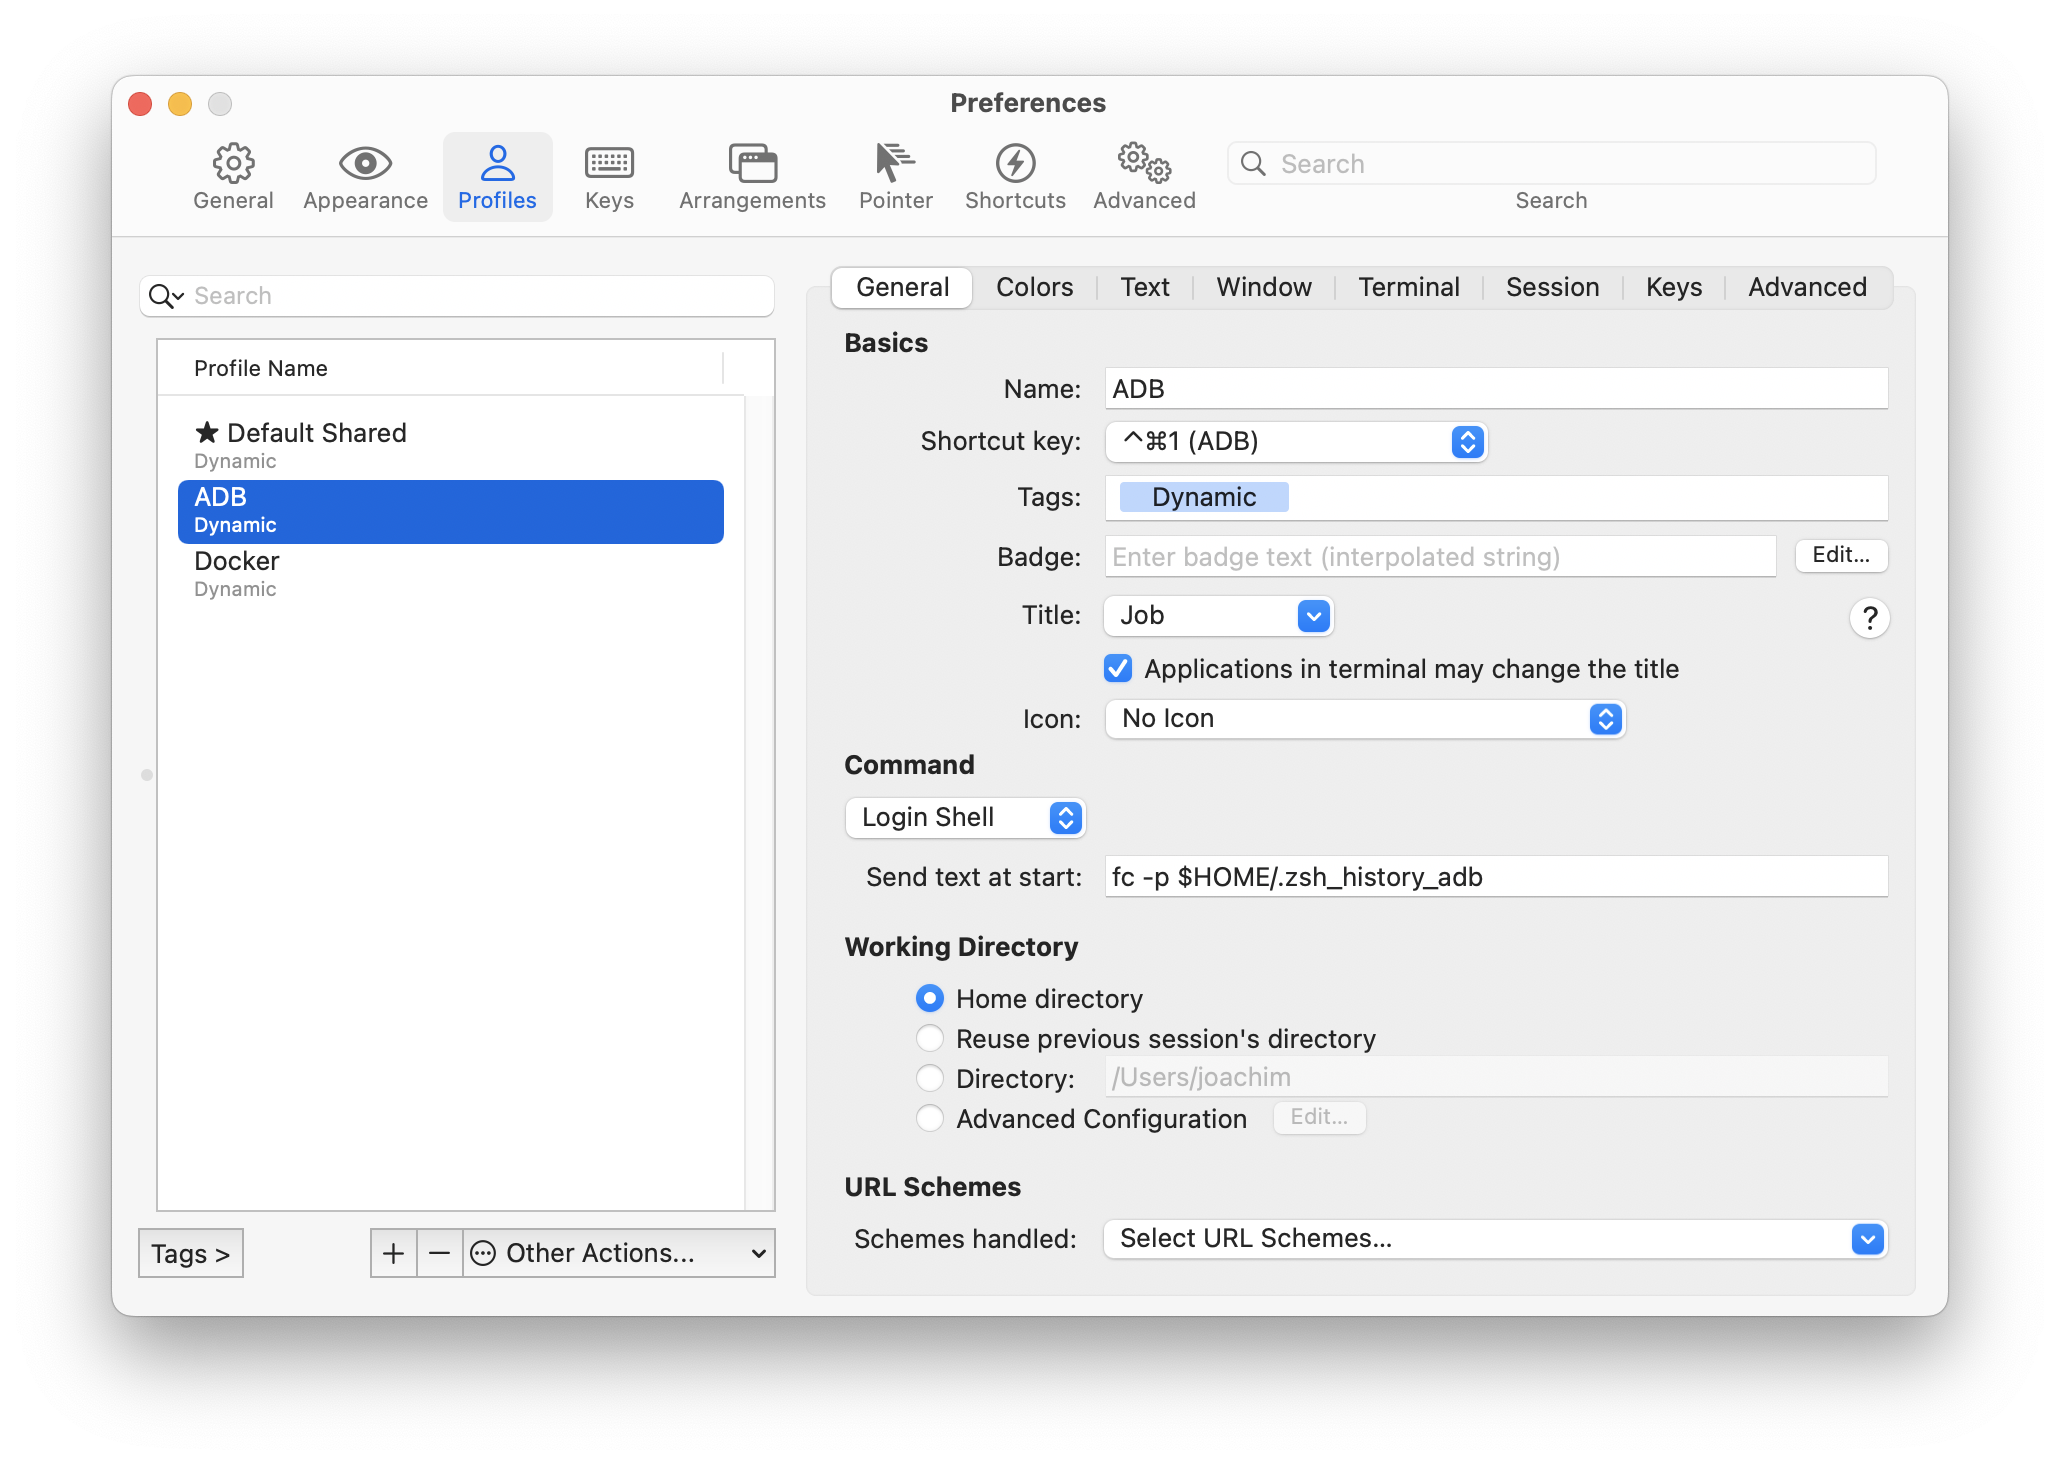 Preferences
General
Appearance
Profiles
Keys
Arrangements
Pointer
Shortcuts
Advanced
Search
Search
Search
Profile Name
★ Default Shared
Dynamic
ADB
Dynamic
Docker
Dynamic
Tags >
+
−
Other Actions...
General
Colors
Text
Window
Terminal
Session
Keys
Advanced
Basics
Name: ADB
Shortcut key: ^⌘1 (ADB)
Tags: Dynamic
Badge: Enter badge text (interpolated string) Edit...
Title: Job ?
Applications in terminal may change the title
Icon: No Icon
Command
Login Shell
Send text at start: fc -p $HOME/.zsh_history_adb
Working Directory
Home directory
Reuse previous session's directory
Directory: /Users/joachim
Advanced Configuration Edit...
URL Schemes
Schemes handled: Select URL Schemes...